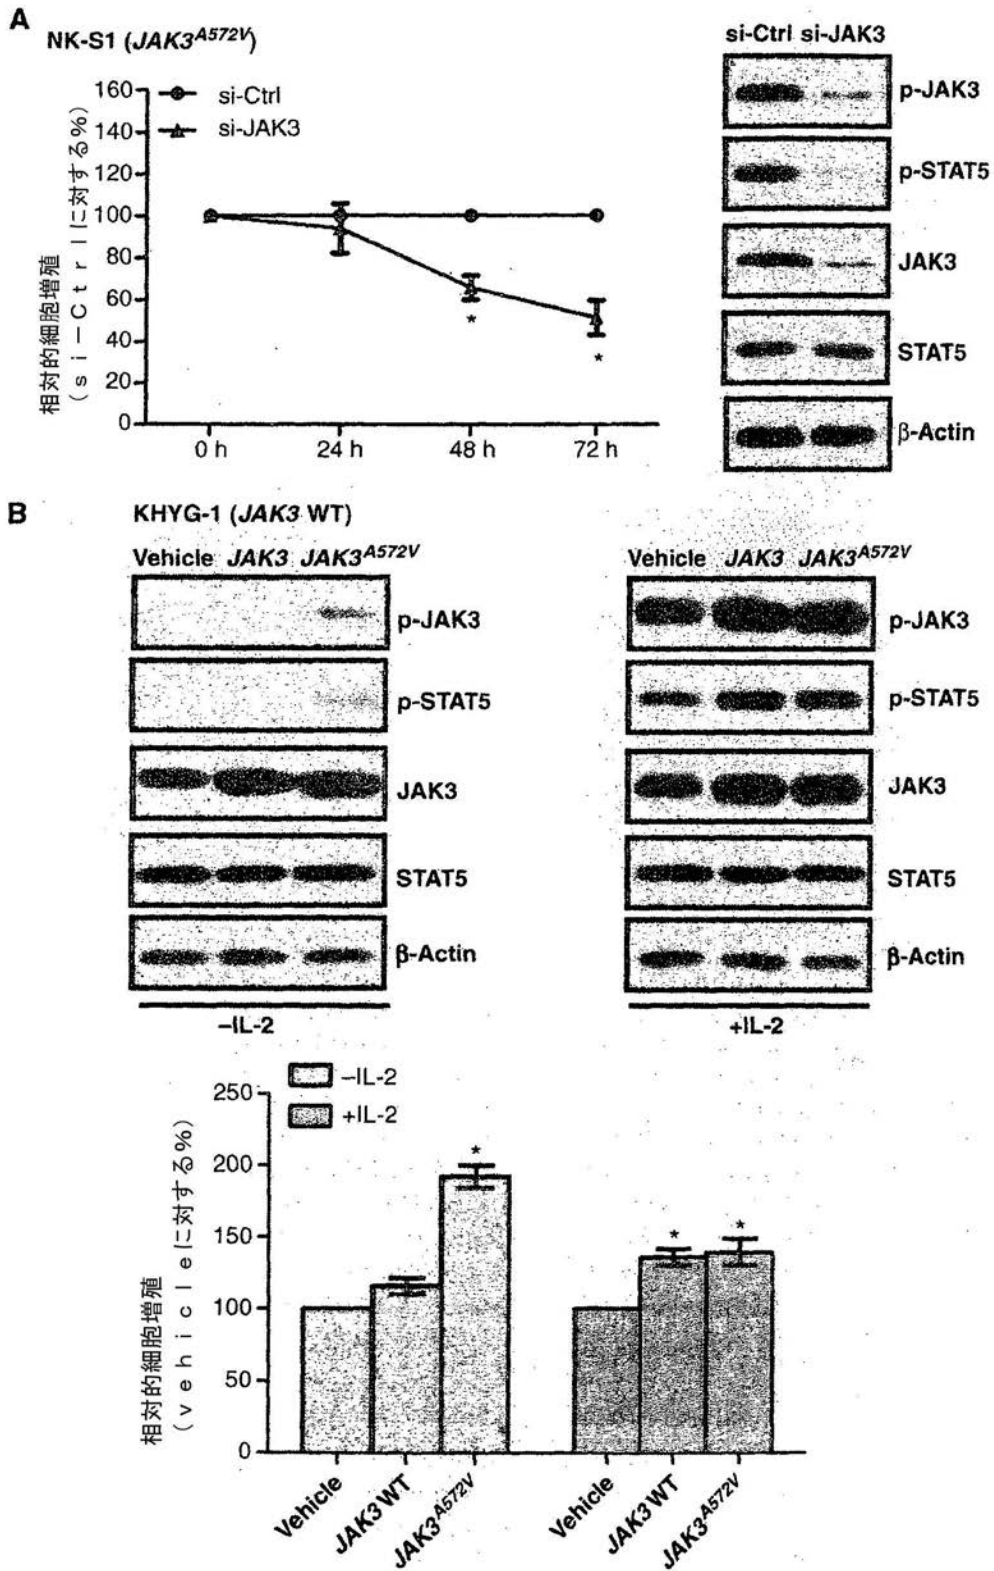 A
NK-S1 (JAK3A572V)
si-Ctrl
si-JAK3
160
140
120
100
80
60
40
20
0
相対的細胞増殖
(si-Ctrlに対する%)
*
*
0 h 24 h 48 h 72 h
si-Ctrl si-JAK3
p-JAK3
p-STAT5
JAK3
STAT5
β-Actin
B
KHYG-1 (JAK3 WT)
Vehicle JAK3 JAK3A572V
p-JAK3
p-STAT5
JAK3
STAT5
β-Actin
–IL-2
Vehicle JAK3 JAK3A572V
p-JAK3
p-STAT5
JAK3
STAT5
β-Actin
+IL-2
–IL-2
+IL-2
250
200
150
100
50
0
相対的細胞増殖
(vehicleに対する%)
*
*
*
Vehicle
JAK3 WT
JAK3A572V
Vehicle
JAK3 WT
JAK3A572V